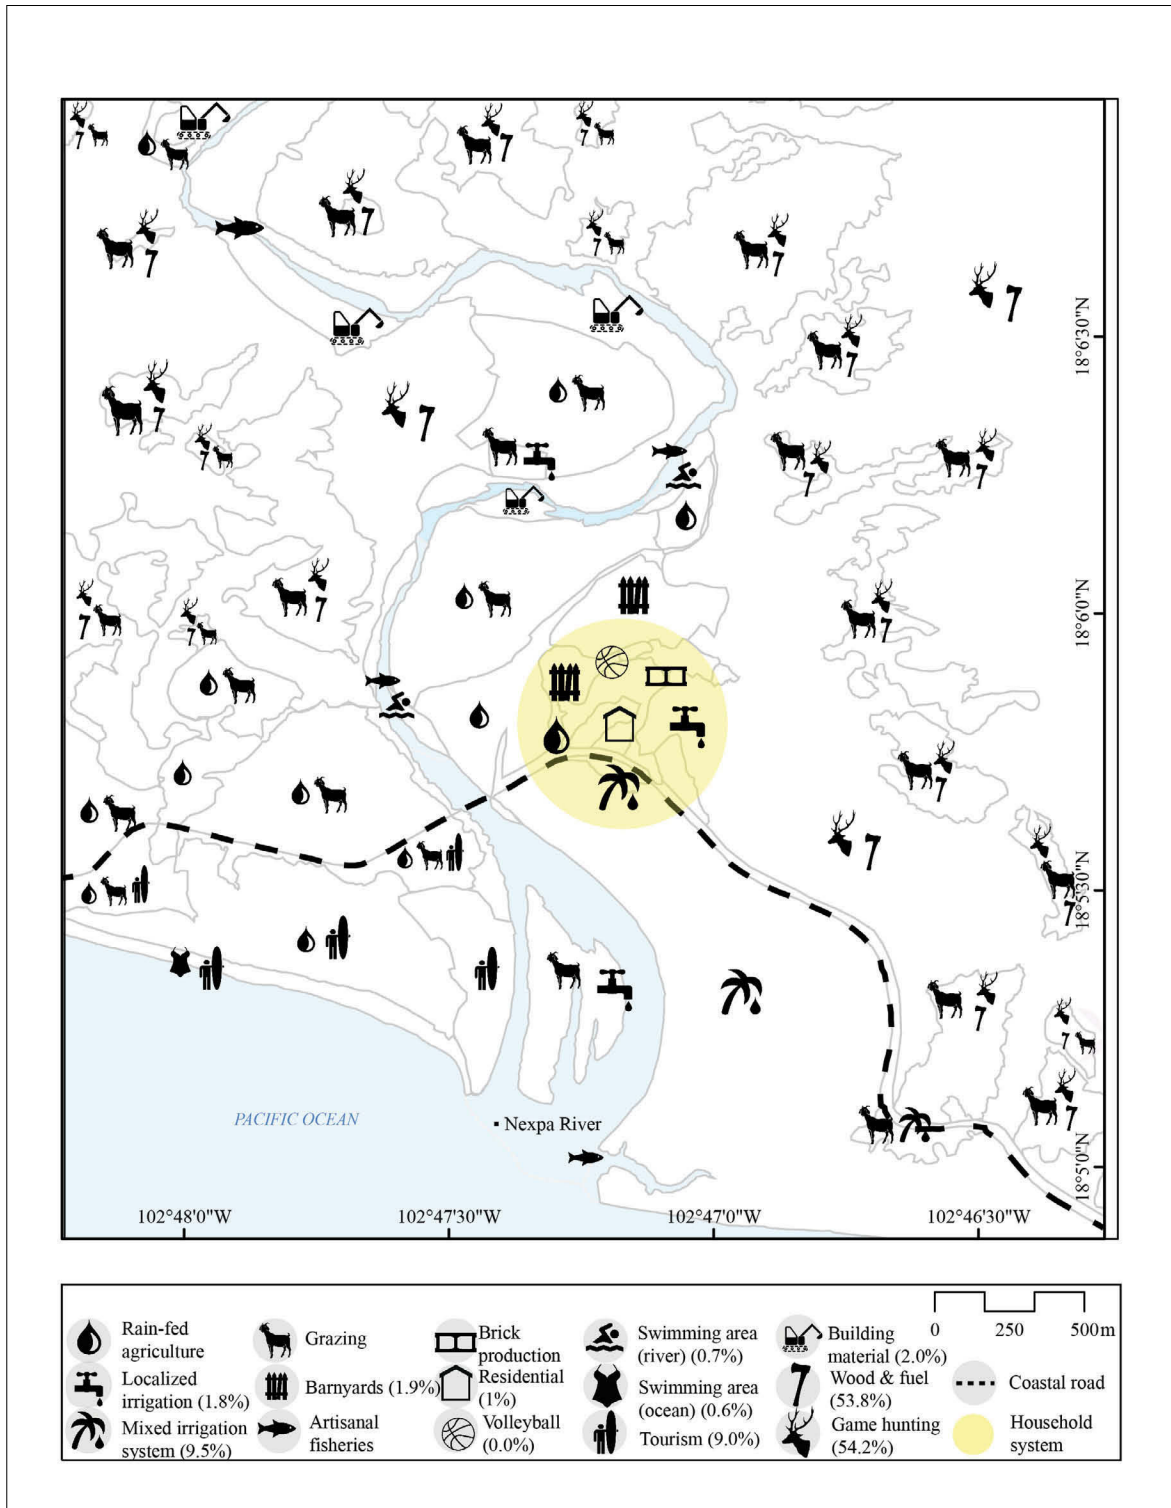 18°6'30"N
18°6'0"N
18°5'30"N
18°5'0"N
PACIFIC OCEAN
Nexpa River
102°48'0"W
102°47'30"W
102°47'0"W
102°46'30"W
Rain-fed
agriculture
Localized
irrigation (1.8%)
Mixed irrigation
system (9.5%)
Grazing
Barnyards (1.9%)
Artisanal
fisheries
Brick
production
Residential
(1%)
Volleyball
(0.0%)
Swimming area
(river) (0.7%)
Swimming area
(ocean) (0.6%)
Tourism (9.0%)
Building
material (2.0%)
Wood & fuel
(53.8%)
Game hunting
(54.2%)
0 250 500m
Coastal road
Household
system